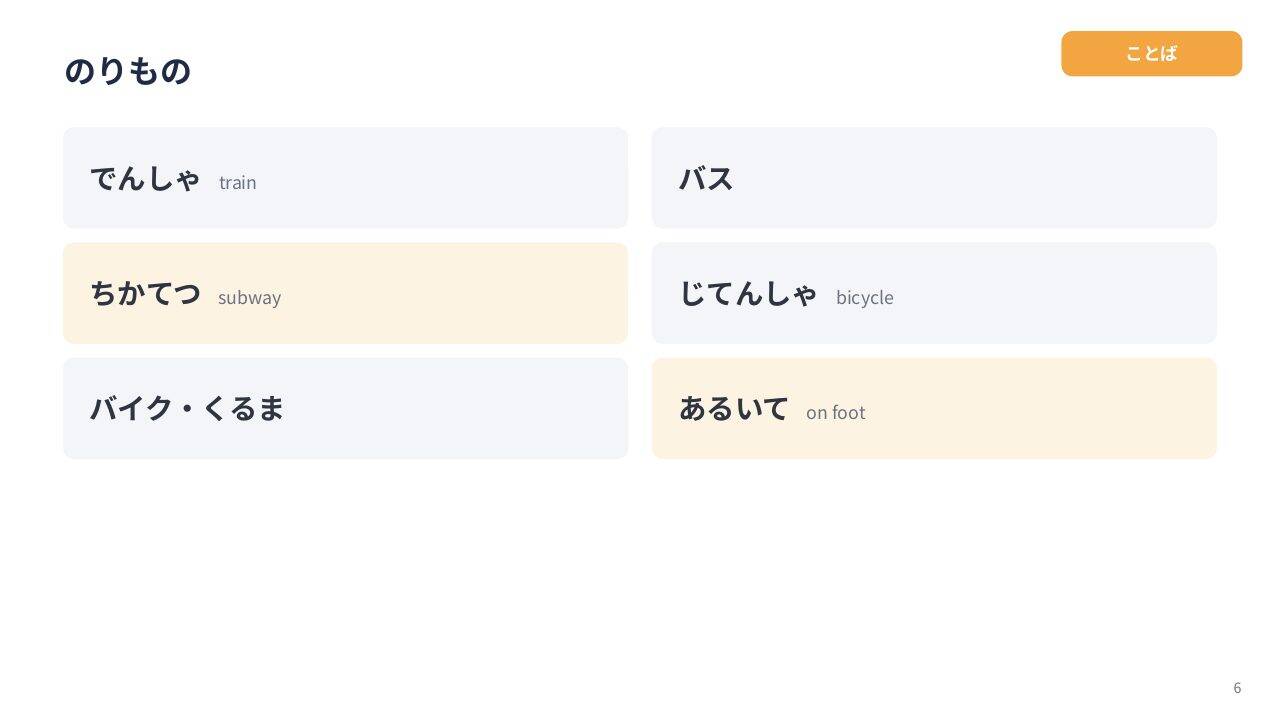 のりもの
ことば
でんしゃ train
バス
ちかてつ subway
じてんしゃ bicycle
バイク・くるま
あるいて on foot
6